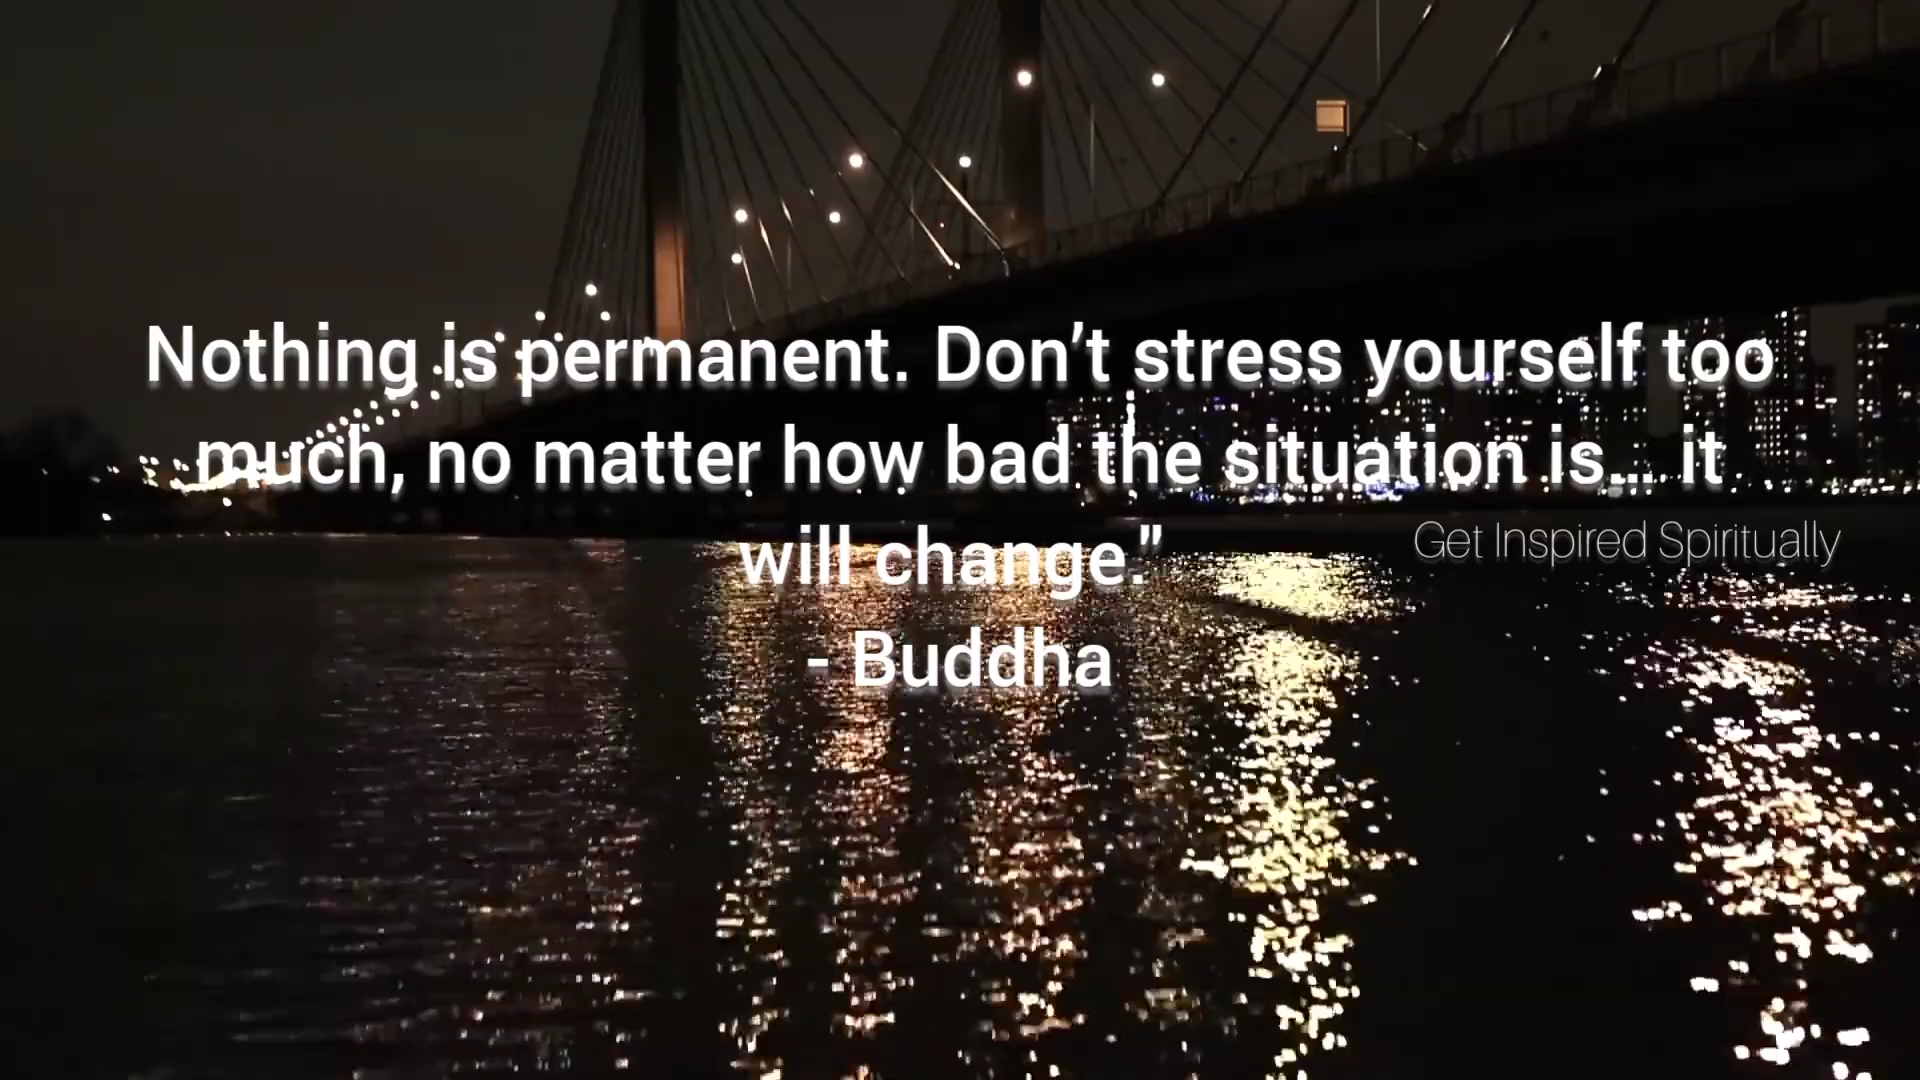 Nothing is permanent. Don’t stress yourself too
much, no matter how bad the situation is... it
will change."
- Buddha
Get Inspired Spiritually